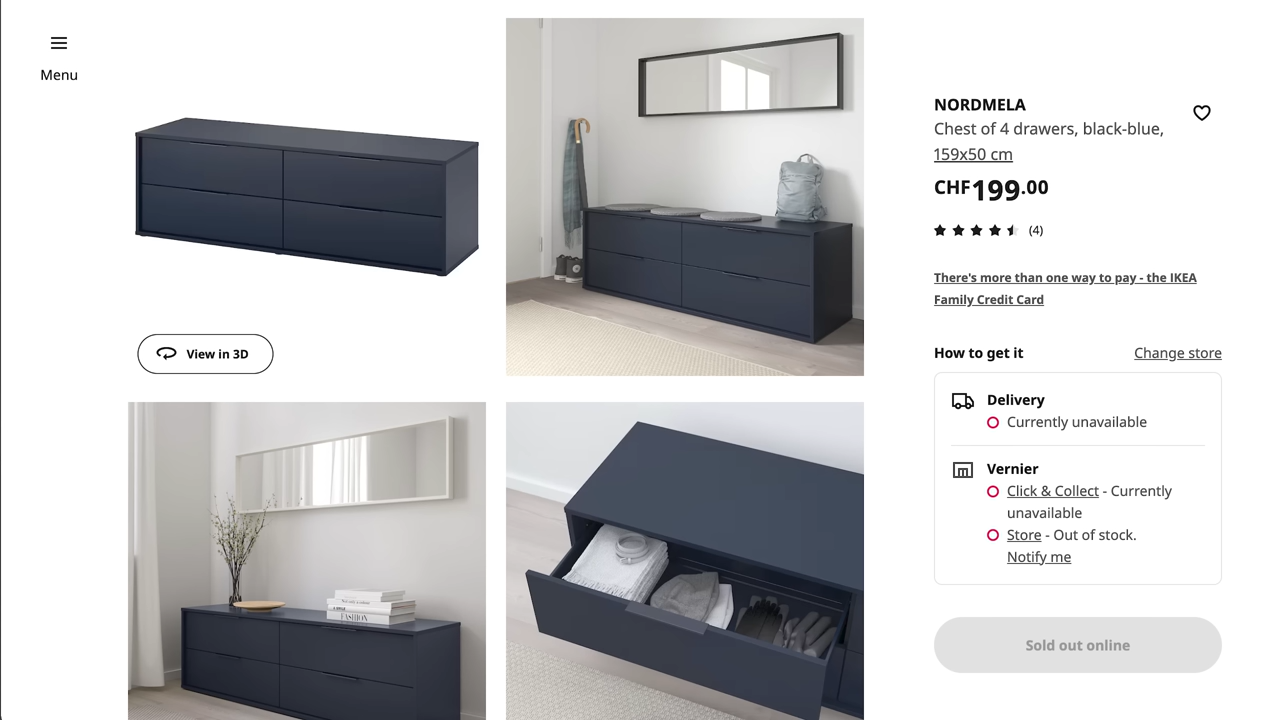 Menu
View in 3D
FASHION
NORDMELA
Chest of 4 drawers, black-blue,
159x50 cm
CHF199.00
(4)
There's more than one way to pay - the IKEA
Family Credit Card
How to get it
Change store
Delivery
Currently unavailable
Vernier
Click & Collect - Currently
unavailable
Store - Out of stock.
Notify me
Sold out online